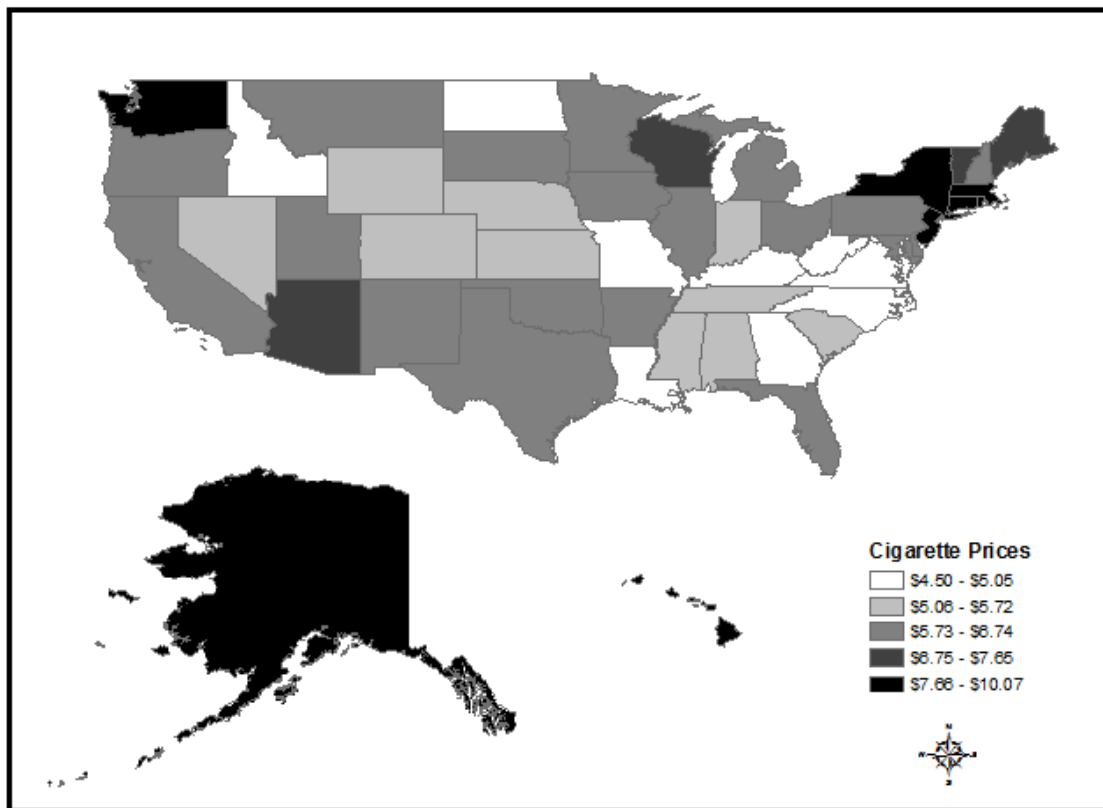 Cigarette Prices
$4.50 - $5.05
$5.06 - $5.72
$5.73 - $6.74
$6.75 - $7.65
$7.66 - $10.07
N
W
E
S